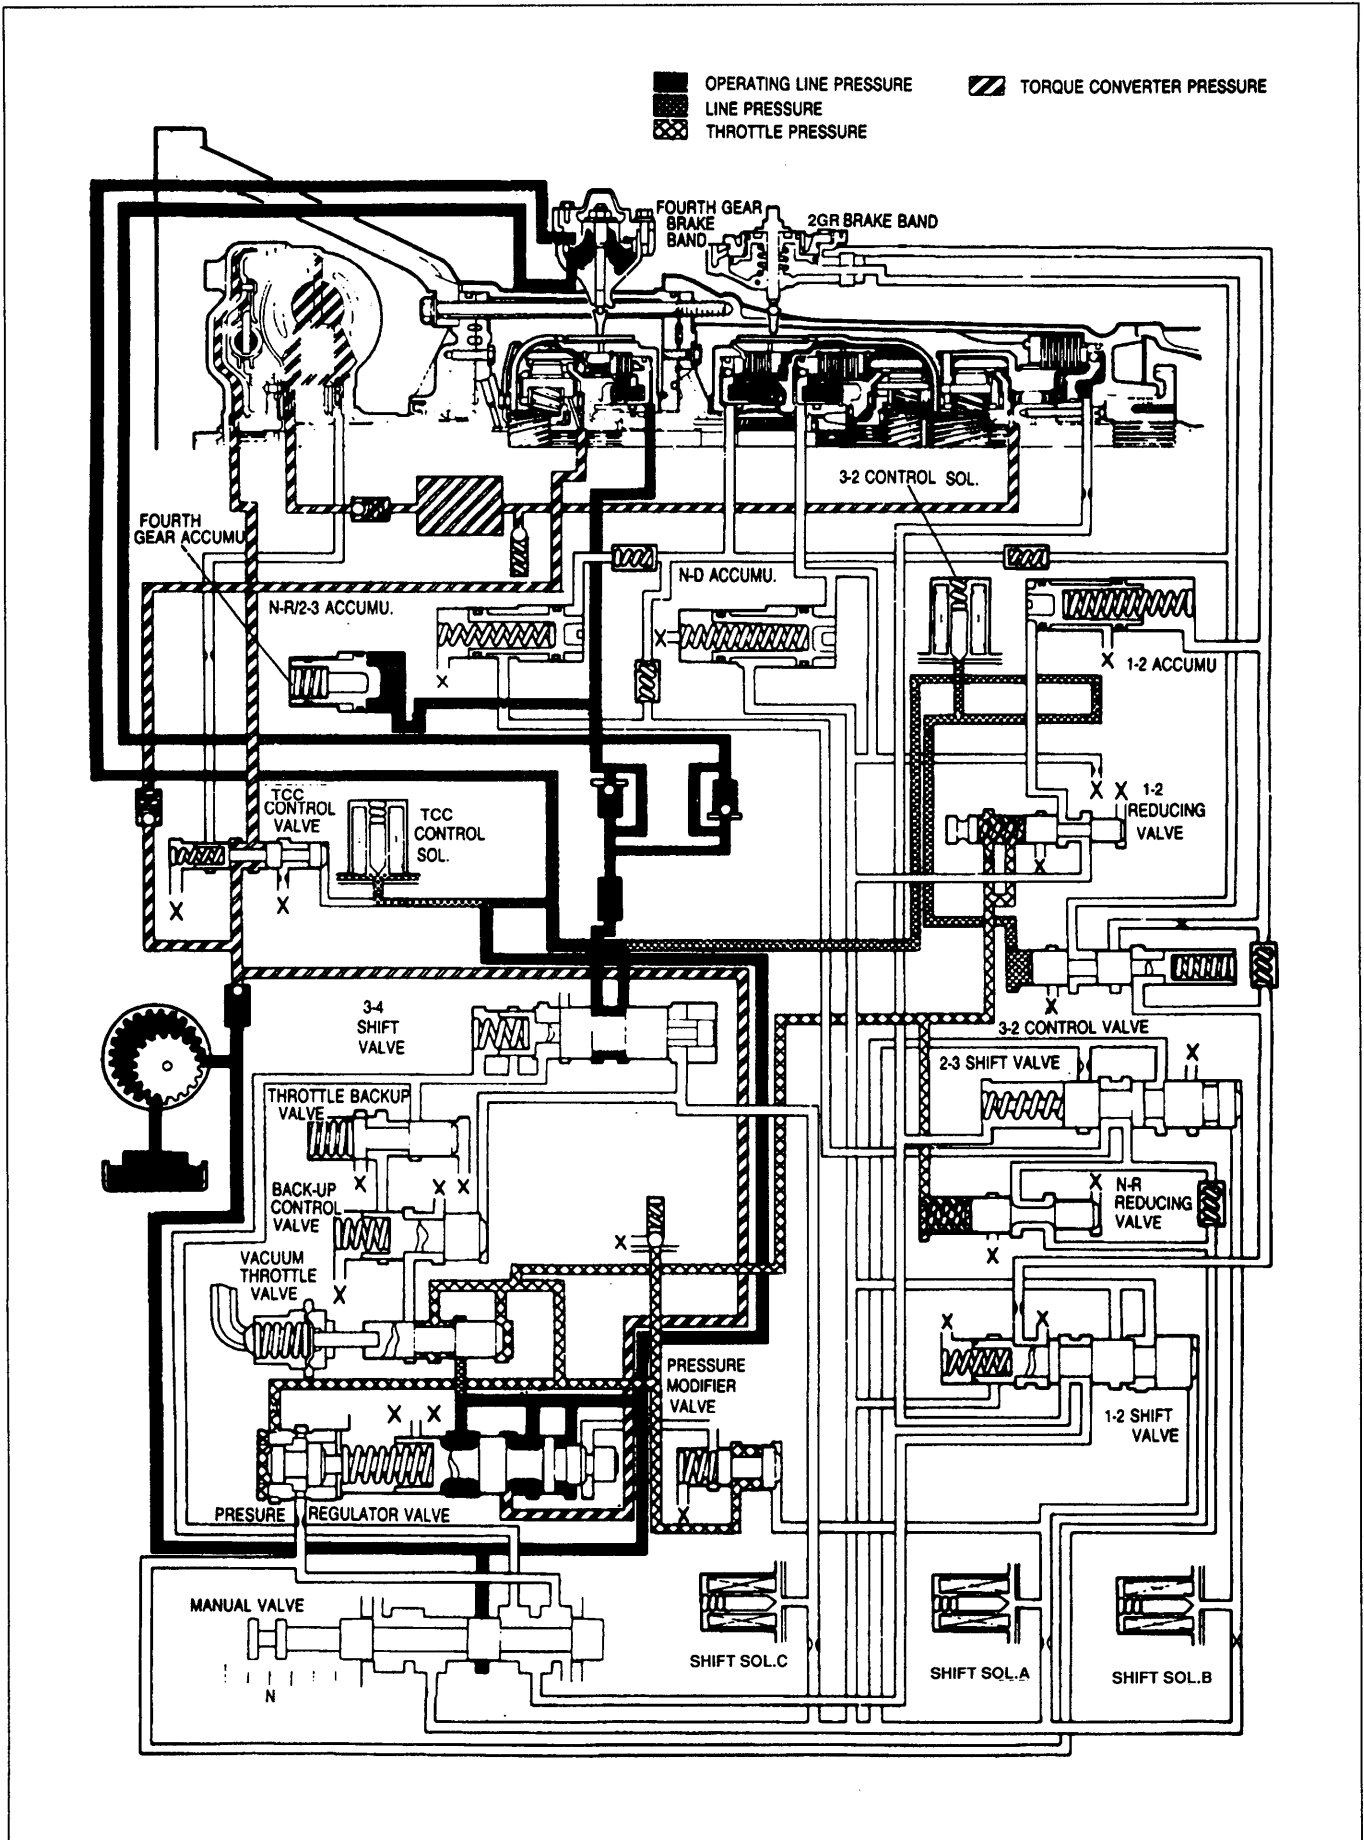 OPERATING LINE PRESSURE
LINE PRESSURE
THROTTLE PRESSURE
TORQUE CONVERTER PRESSURE
FOURTH GEAR
BRAKE
BAND
2GR BRAKE BAND
3-2 CONTROL SOL.
FOURTH
GEAR ACCUMU
N-R/2-3 ACCUMU.
N-D ACCUMU.
X
X
X
1-2 ACCUMU
TCC
CONTROL
VALVE
TCC
CONTROL
SOL.
X
X
1-2
REDUCING
VALVE
X
X
X
X
3-4
SHIFT
VALVE
X
3-2 CONTROL VALVE
2-3 SHIFT VALVE
X
THROTTLE BACKUP
VALVE
X
X
X
BACK-UP
CONTROL
VALVE
X
N-R
REDUCING
VALVE
X
X
X
VACUUM
THROTTLE
VALVE
X
X
X
PRESSURE
MODIFIER
VALVE
X
X
1-2 SHIFT
VALVE
X
PRESURE REGULATOR VALVE
MANUAL VALVE
N
SHIFT SOL.C
SHIFT SOL.A
SHIFT SOL.B